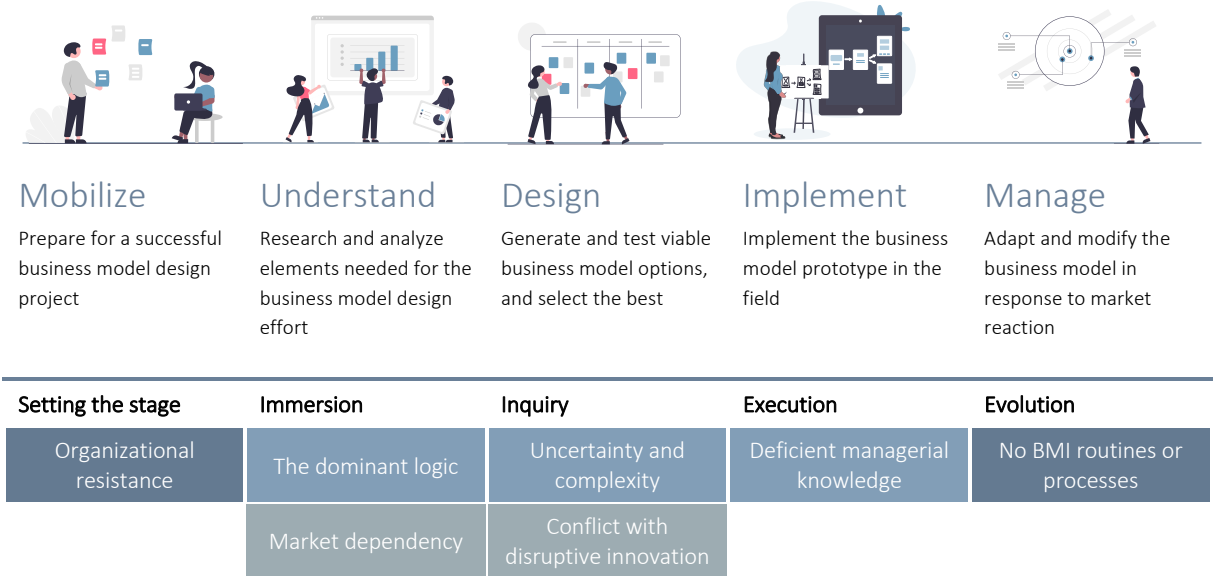 Mobilize
Prepare for a successful
business model design
project
Understand
Research and analyze
elements needed for the
business model design
effort
Design
Generate and test viable
business model options,
and select the best
Implement
Implement the business
model prototype in the
field
Manage
Adapt and modify the
business model in
response to market
reaction
Setting the stage
Immersion
Inquiry
Execution
Evolution
Organizational
resistance
The dominant logic
Uncertainty and
complexity
Deficient managerial
knowledge
No BMI routines or
processes
Market dependency
Conflict with
disruptive innovation